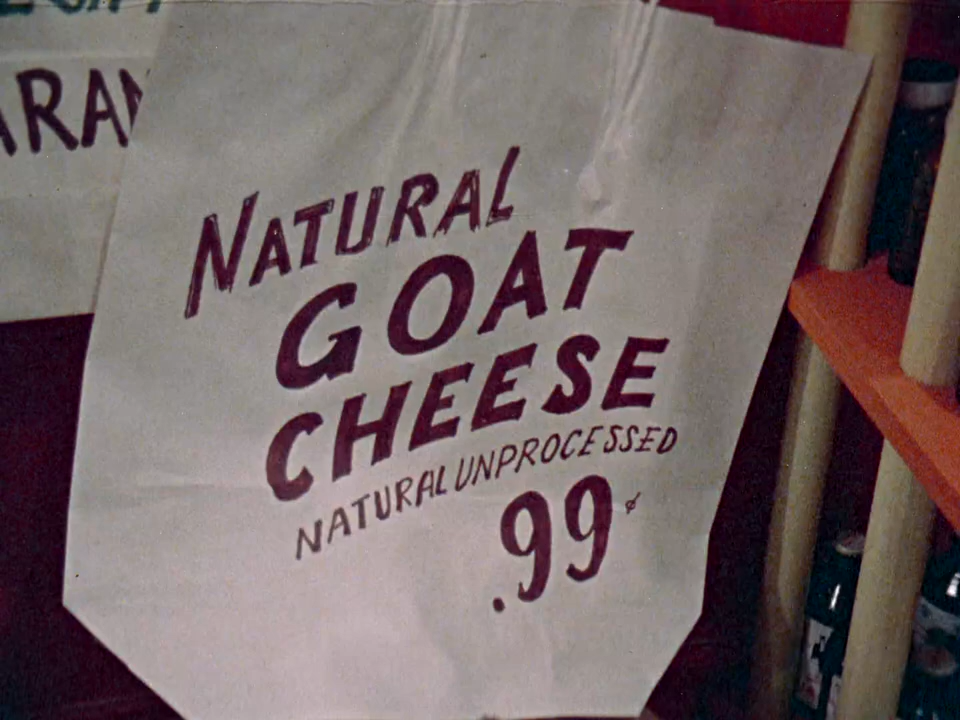 NATURAL
GOAT
CHEESE
NATURAL UNPROCESSED
.99¢